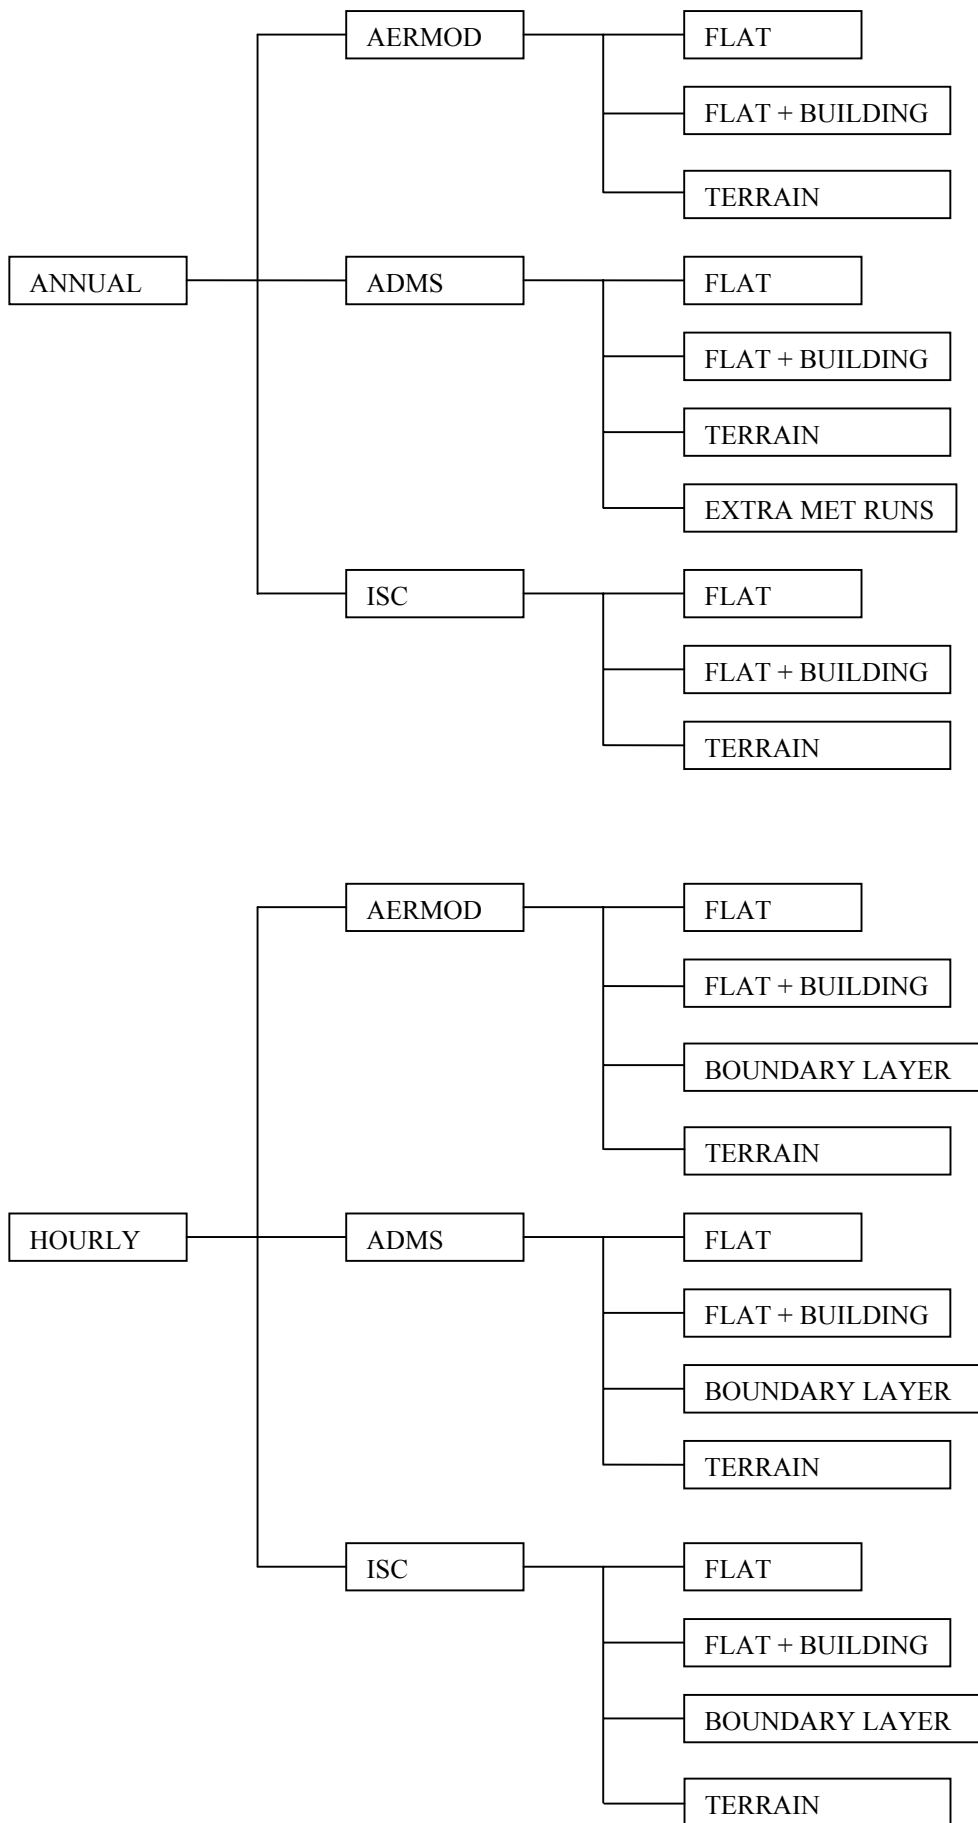 AERMOD
FLAT
FLAT + BUILDING
TERRAIN
ANNUAL
ADMS
FLAT
FLAT + BUILDING
TERRAIN
EXTRA MET RUNS
ISC
FLAT
FLAT + BUILDING
TERRAIN
AERMOD
FLAT
FLAT + BUILDING
BOUNDARY LAYER
TERRAIN
HOURLY
ADMS
FLAT
FLAT + BUILDING
BOUNDARY LAYER
TERRAIN
ISC
FLAT
FLAT + BUILDING
BOUNDARY LAYER
TERRAIN